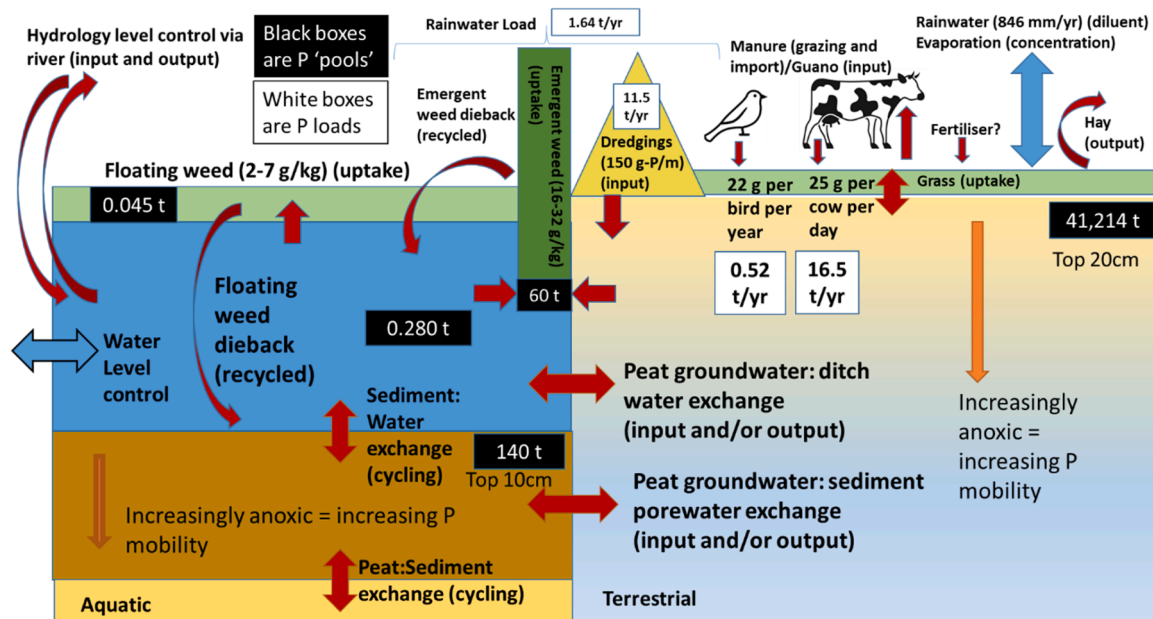 Rainwater Load
1.64 t/yr
Hydrology level control via
river (input and output)
Black boxes
are P 'pools'
White boxes
are P loads
Emergent
weed dieback
(recycled)
Emergent weed (16-32 g/kg)
(uptake)
11.5
t/yr
Dredgings
(150 g-P/m)
(input)
Manure (grazing and
import)/Guano (input)
Rainwater (846 mm/yr) (diluent)
Evaporation (concentration)
Fertiliser?
Hay
(output)
Floating weed (2-7 g/kg) (uptake)
0.045 t
22 g per
bird per
year
25 g per
cow per
day
Grass (uptake)
41,214 t
Top 20cm
0.52
t/yr
16.5
t/yr
60 t
Floating
weed
dieback
(recycled)
0.280 t
Water
Level
control
Sediment:
Water
exchange
(cycling)
Peat groundwater: ditch
water exchange
(input and/or output)
Increasingly
anoxic =
increasing P
mobility
140 t
Top 10cm
Increasingly anoxic = increasing P
mobility
Peat groundwater: sediment
porewater exchange
(input and/or output)
Peat:Sediment
exchange (cycling)
Aquatic
Terrestrial